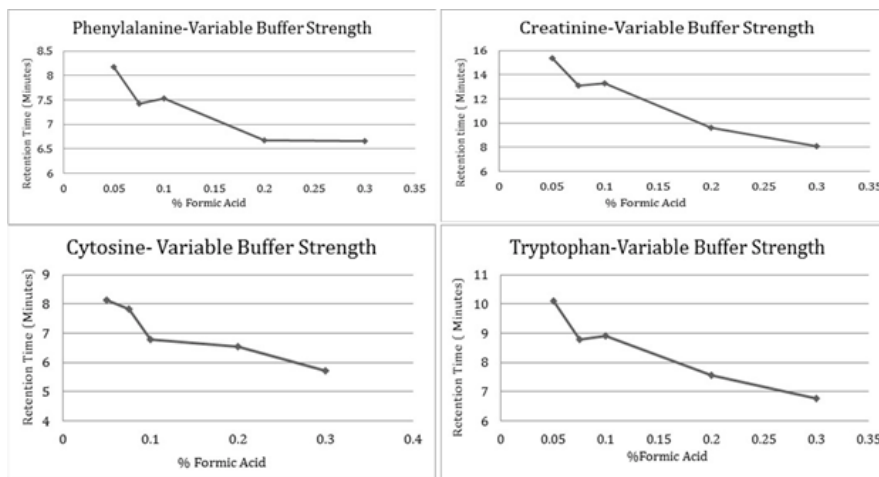 Phenylalanine-Variable Buffer Strength
Retention Time ( Minutes)
8.5
8
7.5
7
6.5
6
0 0.05 0.1 0.15 0.2 0.25 0.3 0.35
% Formic Acid
Creatinine-Variable Buffer Strength
Retention time ( Minutes)
16
14
12
10
8
6
0 0.05 0.1 0.15 0.2 0.25 0.3 0.35
% Formic Acid
Cytosine- Variable Buffer Strength
Retention Time ( Minutes)
9
8
7
6
5
4
0 0.1 0.2 0.3 0.4
% Formic Acid
Tryptophan-Variable Buffer Strength
Retention Time ( Minutes)
11
10
9
8
7
6
0 0.05 0.1 0.15 0.2 0.25 0.3 0.35
%Formic Acid